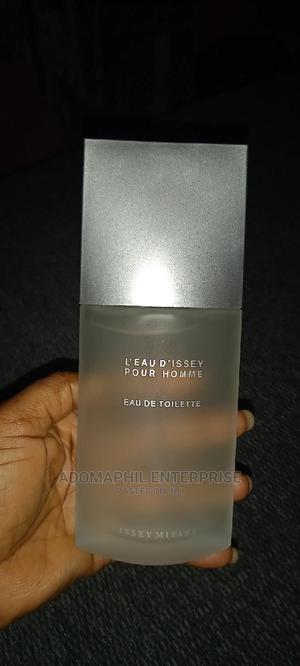 L'EAU D'ISSEY
POUR HOMME
EAU DE TOILETTE
ADOMAPHIL ENTERPRISE
ISSEY MIYAKE